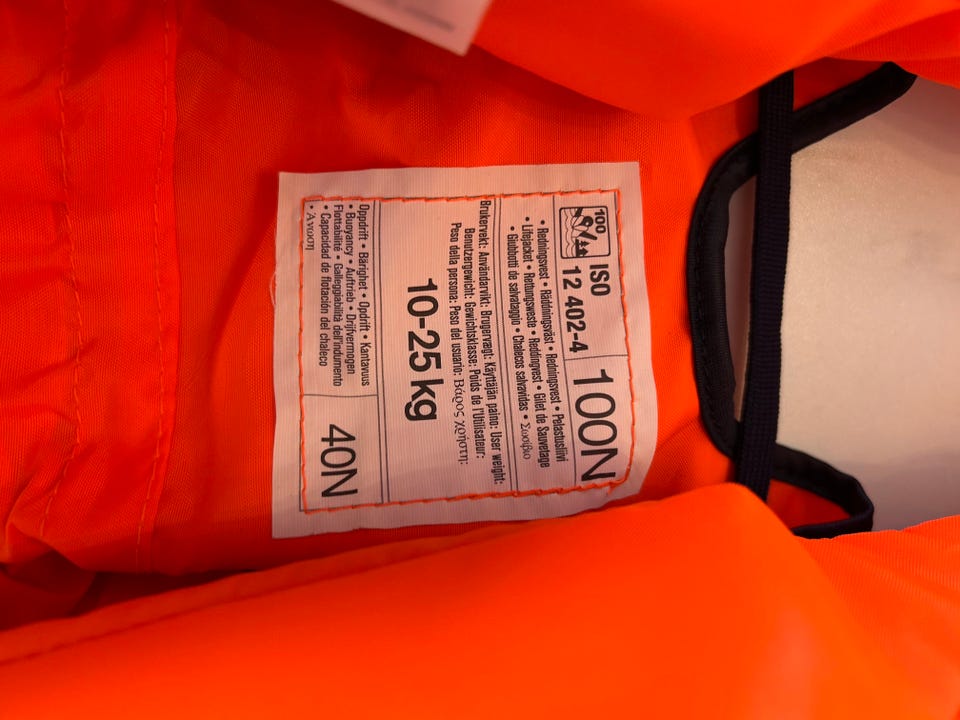 100
ISO
12 402-4
100N
• Redningsvest • Räddningsväst • Redningsvest • Pelastusliivi
• Lifejacket • Rettungsweste • Reddingvest • Gilet de Sauvetage
• Giubbotti de salvataggio • Chalecos salvavidas • Σωσίβιο
Brukervekt: Användarvikt: Brugervægt: Käyttäjän paino: User weight:
Benutzergewicht: Gewichtsklasse: Poids de l'Utilisateur:
Peso della persona: Peso del usuario: Βάρος χρήστη:
10-25 kg
Oppdrift • Bärighet • Opdrift • Kantavuus
• Buoyancy • Auftrieb • Drijfvermogen
Flottabilité • Galleggiabilità dell'indumento
• Capacidad de flotación del chaleco
• Άνωση
40N